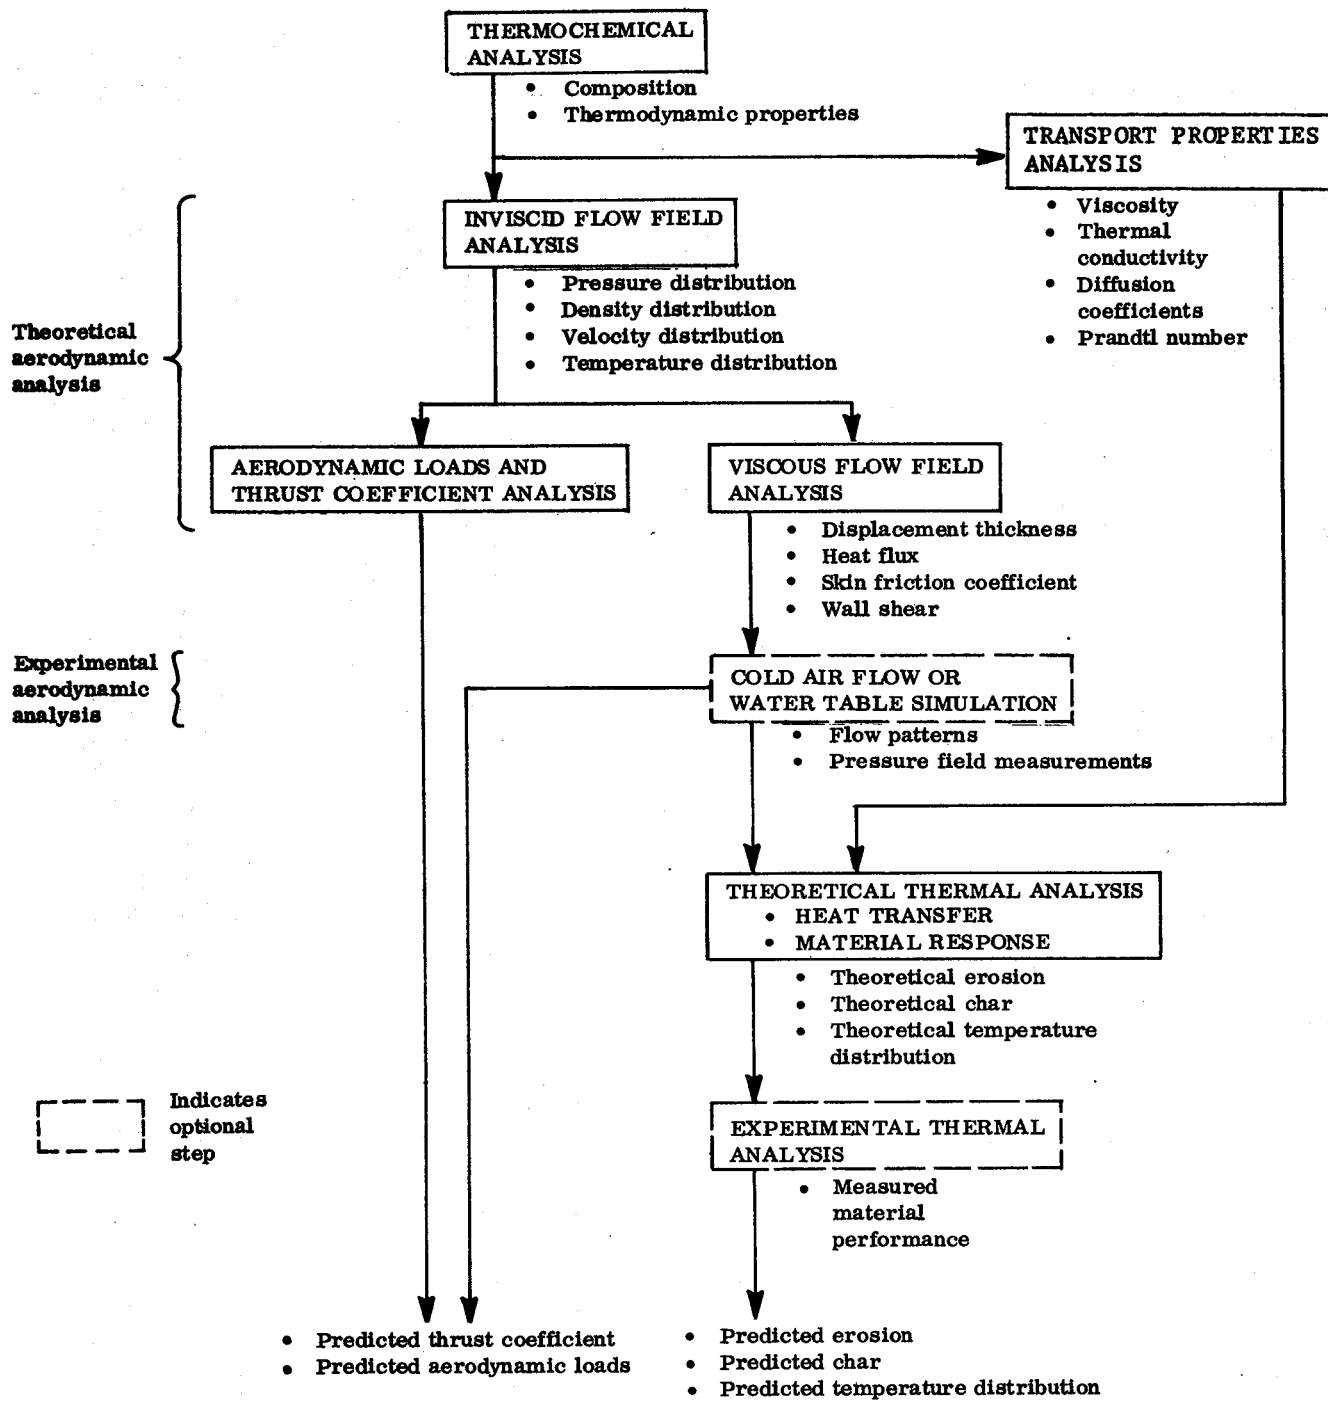 THERMOCHEMICAL
ANALYSIS
• Composition
• Thermodynamic properties
TRANSPORT PROPERTIES
ANALYSIS
• Viscosity
• Thermal
conductivity
• Diffusion
coefficients
• Prandtl number
INVISCID FLOW FIELD
ANALYSIS
• Pressure distribution
• Density distribution
• Velocity distribution
• Temperature distribution
Theoretical
aerodynamic
analysis
AERODYNAMIC LOADS AND
THRUST COEFFICIENT ANALYSIS
VISCOUS FLOW FIELD
ANALYSIS
• Displacement thickness
• Heat flux
• Skin friction coefficient
• Wall shear
Experimental
aerodynamic
analysis
COLD AIR FLOW OR
WATER TABLE SIMULATION
• Flow patterns
• Pressure field measurements
THEORETICAL THERMAL ANALYSIS
• HEAT TRANSFER
• MATERIAL RESPONSE
• Theoretical erosion
• Theoretical char
• Theoretical temperature
distribution
Indicates
optional
step
EXPERIMENTAL THERMAL
ANALYSIS
• Measured
material
performance
• Predicted thrust coefficient
• Predicted aerodynamic loads
• Predicted erosion
• Predicted char
• Predicted temperature distribution